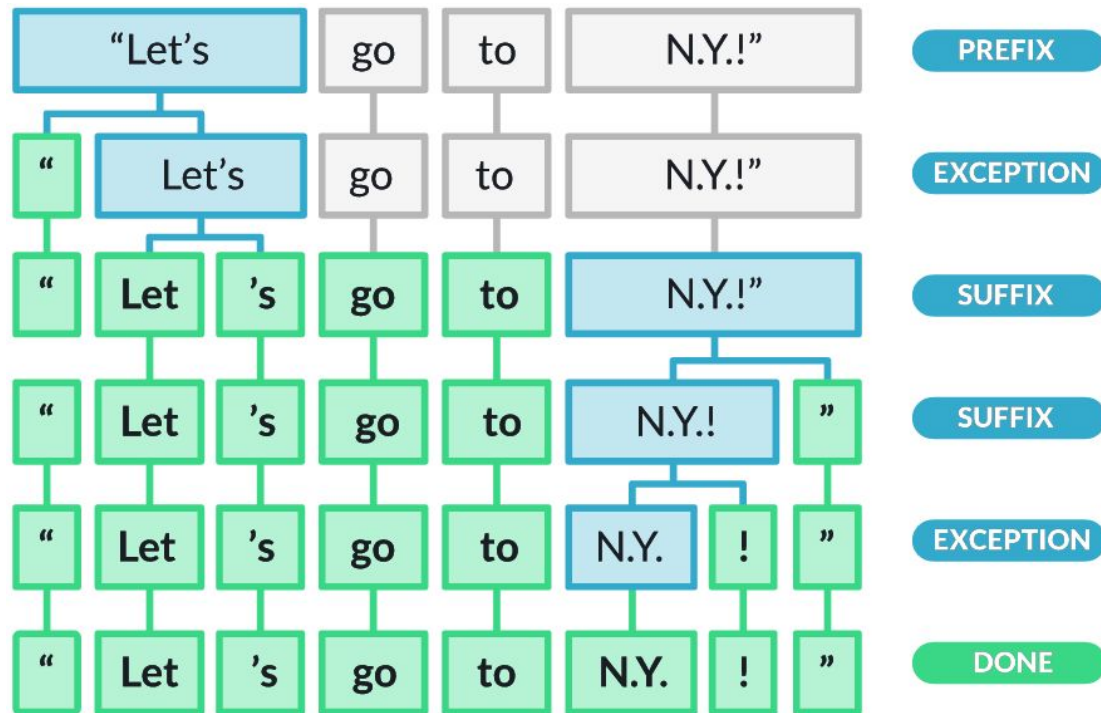 “Let’s go to N.Y.!” PREFIX
“ Let’s go to N.Y.!” EXCEPTION
“ Let ’s go to N.Y.!” SUFFIX
“ Let ’s go to N.Y.! ” SUFFIX
“ Let ’s go to N.Y. ! ” EXCEPTION
“ Let ’s go to N.Y. ! ” DONE